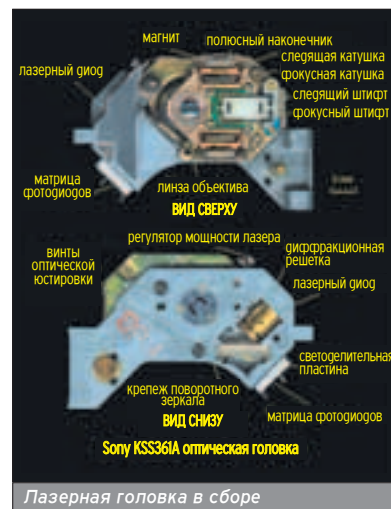 магнит
полюсный наконечник
лазерный диод
следящая катушка
фокусная катушка
следящий штифт
фокусный штифт
матрица
фотодиодов
линза объектива
ВИД СВЕРХУ
регулятор мощности лазера
винты
оптической
юстировки
диффракционная
решетка
лазерный диод
светоделительная
пластина
крепеж поворотного
зеркала
матрица фотодиодов
ВИД СНИЗУ
Sony KSS361A оптическая головка
Лазерная головка в сборе